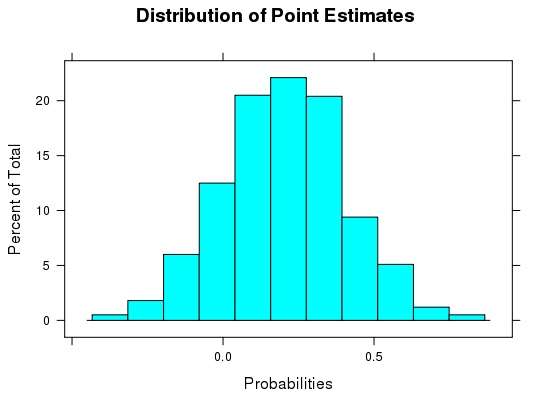 Distribution of Point Estimates
Percent of Total
20
15
10
5
0
0.0 0.5
Probabilities